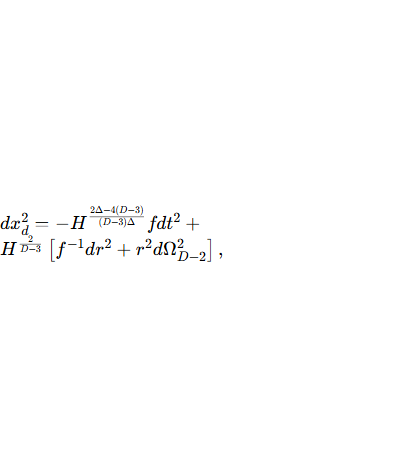 $dx_d^2 = -H^{\frac{2\Delta-4(D-3)}{(D-3)\Delta}} f dt^2 +$
$H^{\frac{2}{D-3}} \left[ f^{-1} dr^2 + r^2 d\Omega_{D-2}^2 \right],$